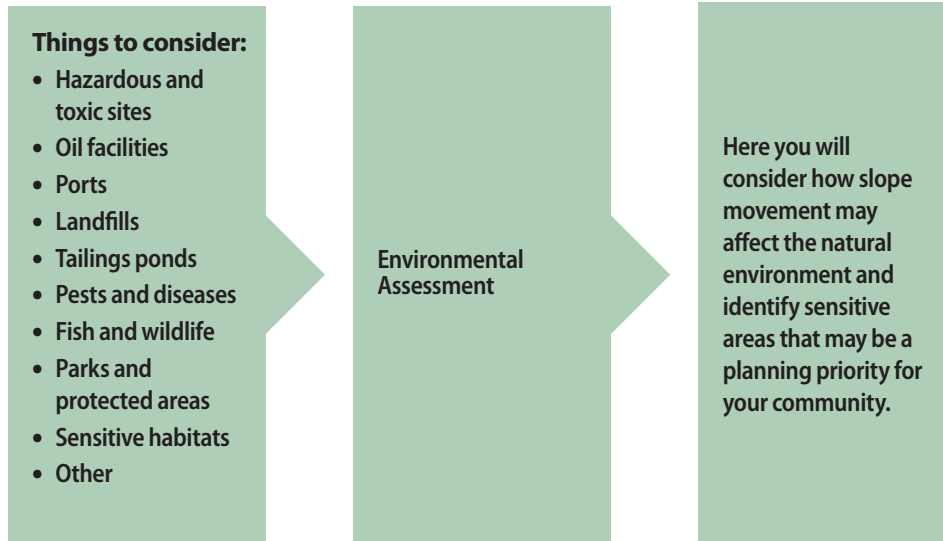 Things to consider:
• Hazardous and
toxic sites
• Oil facilities
• Ports
• Landfills
• Tailings ponds
• Pests and diseases
• Fish and wildlife
• Parks and
protected areas
• Sensitive habitats
• Other
Environmental
Assessment
Here you will
consider how slope
movement may
affect the natural
environment and
identify sensitive
areas that may be a
planning priority for
your community.